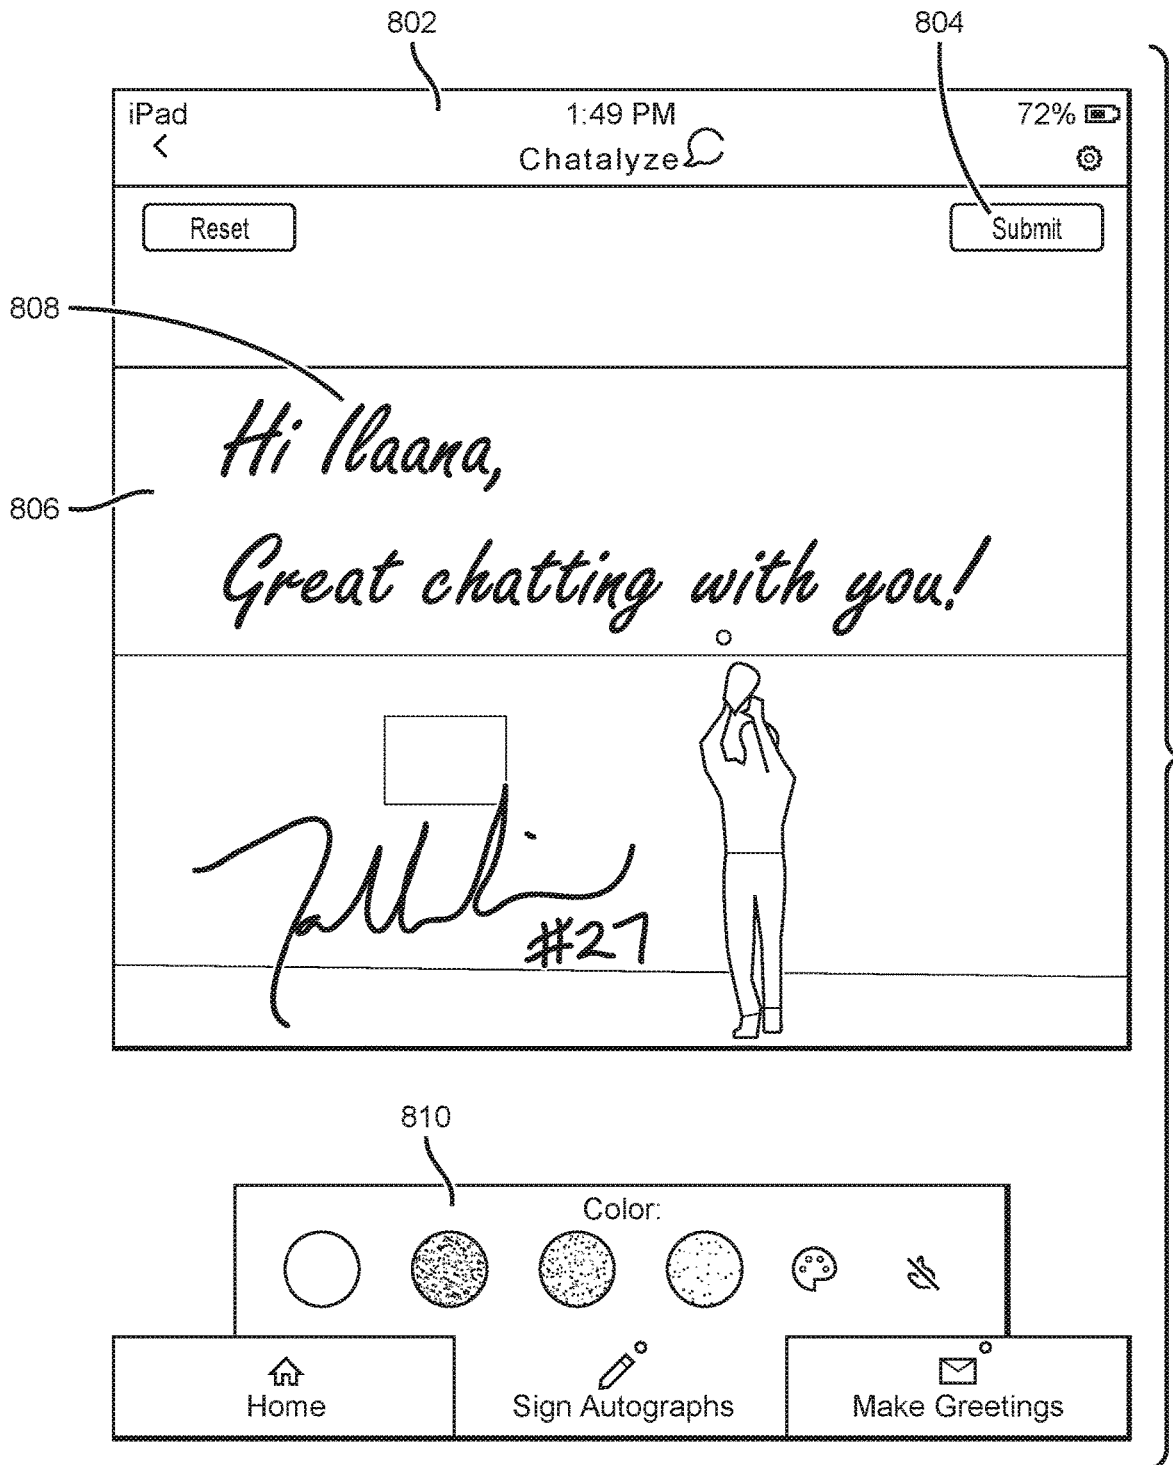 802 804
iPad 1:49 PM 72%
Chatalyze
Reset Submit
808
Hi Ilaana,
806
Great chatting with you!
#27
810
Color:
Home Sign Autographs Make Greetings